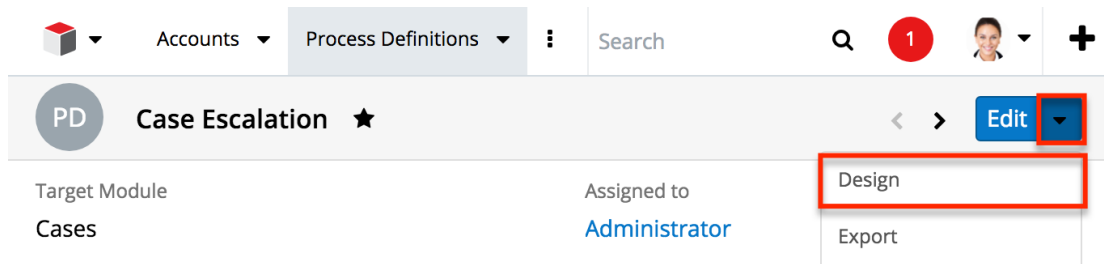 Accounts Process Definitions Search 1
PD Case Escalation Edit
Target Module Assigned to Design
Cases Administrator Export